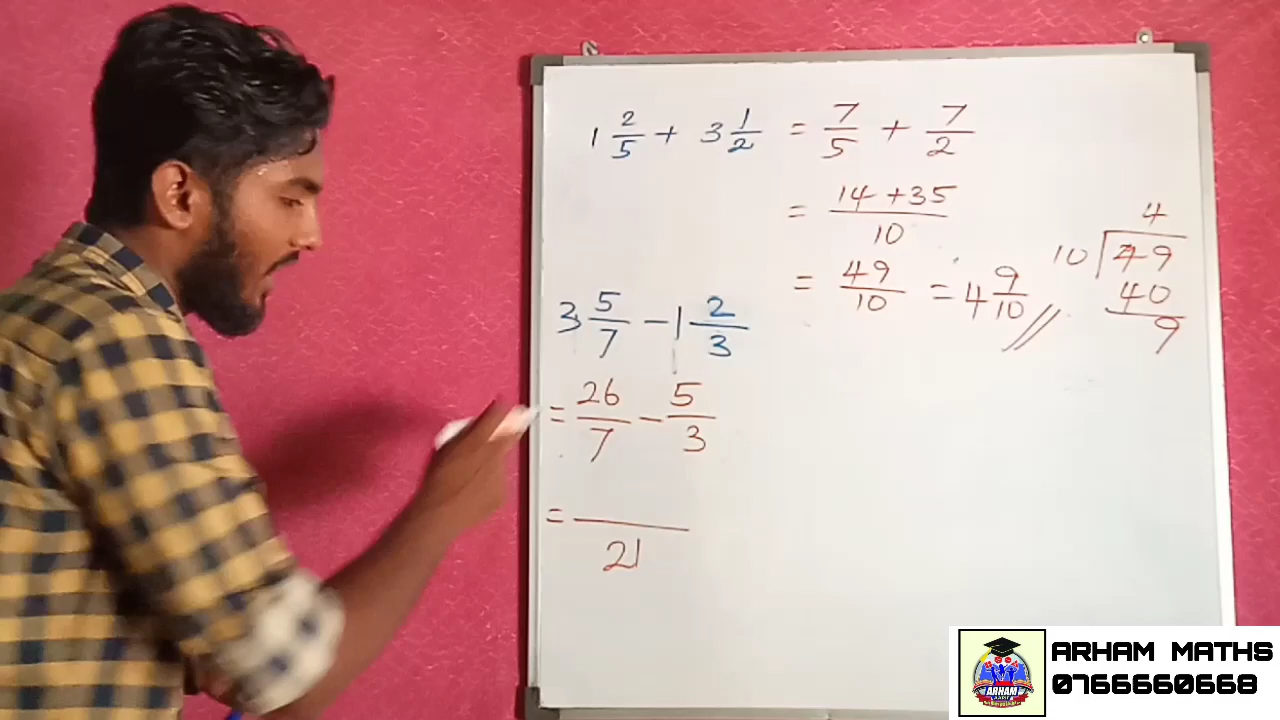 1 2/5 + 3 1/2 = 7/5 + 7/2
= 14 + 35 / 10
= 49/10 = 4 9/10
4
10 49
40
9
3 5/7 - 1 2/3
= 26/7 - 5/3
= /21
ARHAM
ARHAM MATHS
0766660668